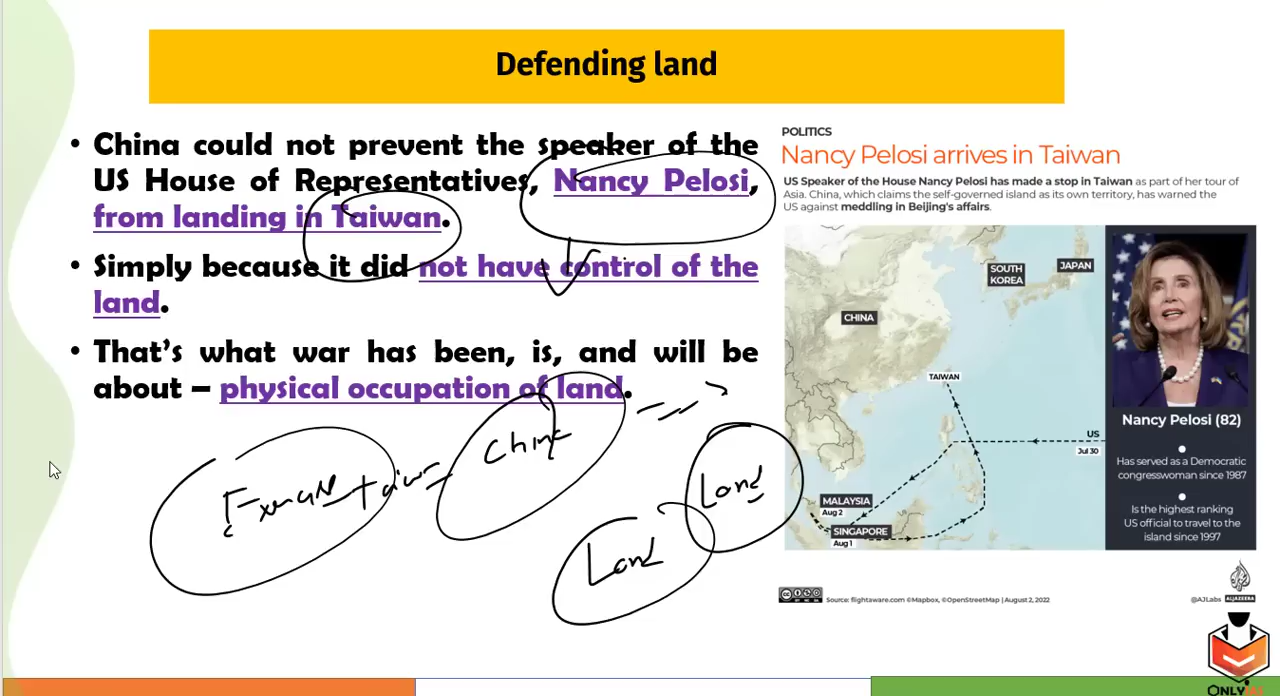 Defending land
• China could not prevent the speaker of the
US House of Representatives, Nancy Pelosi,
from landing in Taiwan.
• Simply because it did not have control of the
land.
• That's what war has been, is, and will be
about – physical occupation of land.
China
Land
Land
POLITICS
Nancy Pelosi arrives in Taiwan
US Speaker of the House Nancy Pelosi has made a stop in Taiwan as part of her tour of
Asia. China, which claims the self-governed island as its own territory, has warned the
US against meddling in Beijing's affairs.
SOUTH
KOREA
JAPAN
CHINA
TAIWAN
US
Jul 30
MALAYSIA
Aug 2
SINGAPORE
Aug 1
Nancy Pelosi (82)
Has served as a Democratic
congresswoman since 1987
Is the highest ranking
US official to travel to the
island since 1997
Source: flightaware.com ©Mapbox, ©OpenStreetMap | August 2, 2022
@AJLabs ALJAZEERA
ONLYIAS